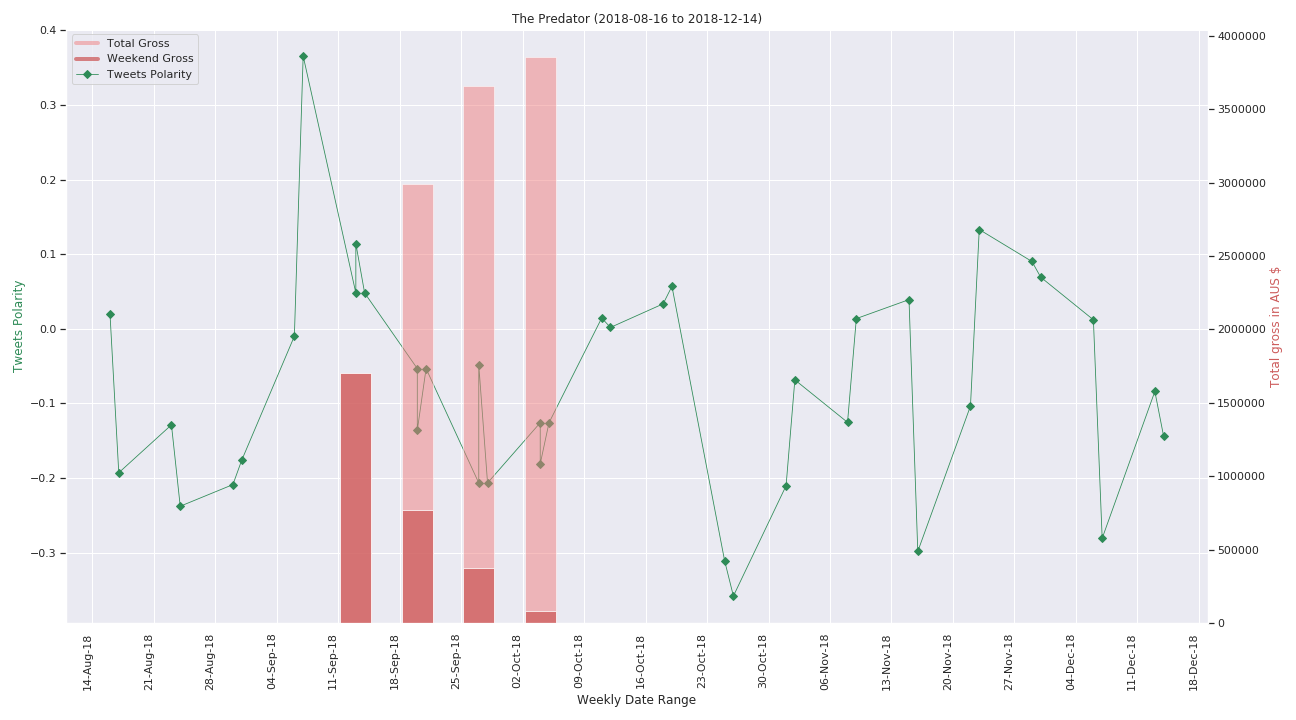 The Predator (2018-08-16 to 2018-12-14)
Total Gross
Weekend Gross
Tweets Polarity
0.4
0.3
0.2
0.1
0.0
−0.1
−0.2
−0.3
Tweets Polarity
4000000
3500000
3000000
2500000
2000000
1500000
1000000
500000
0
Total gross in AUS $
14-Aug-18
21-Aug-18
28-Aug-18
04-Sep-18
11-Sep-18
18-Sep-18
25-Sep-18
02-Oct-18
09-Oct-18
16-Oct-18
23-Oct-18
30-Oct-18
06-Nov-18
13-Nov-18
20-Nov-18
27-Nov-18
04-Dec-18
11-Dec-18
18-Dec-18
Weekly Date Range